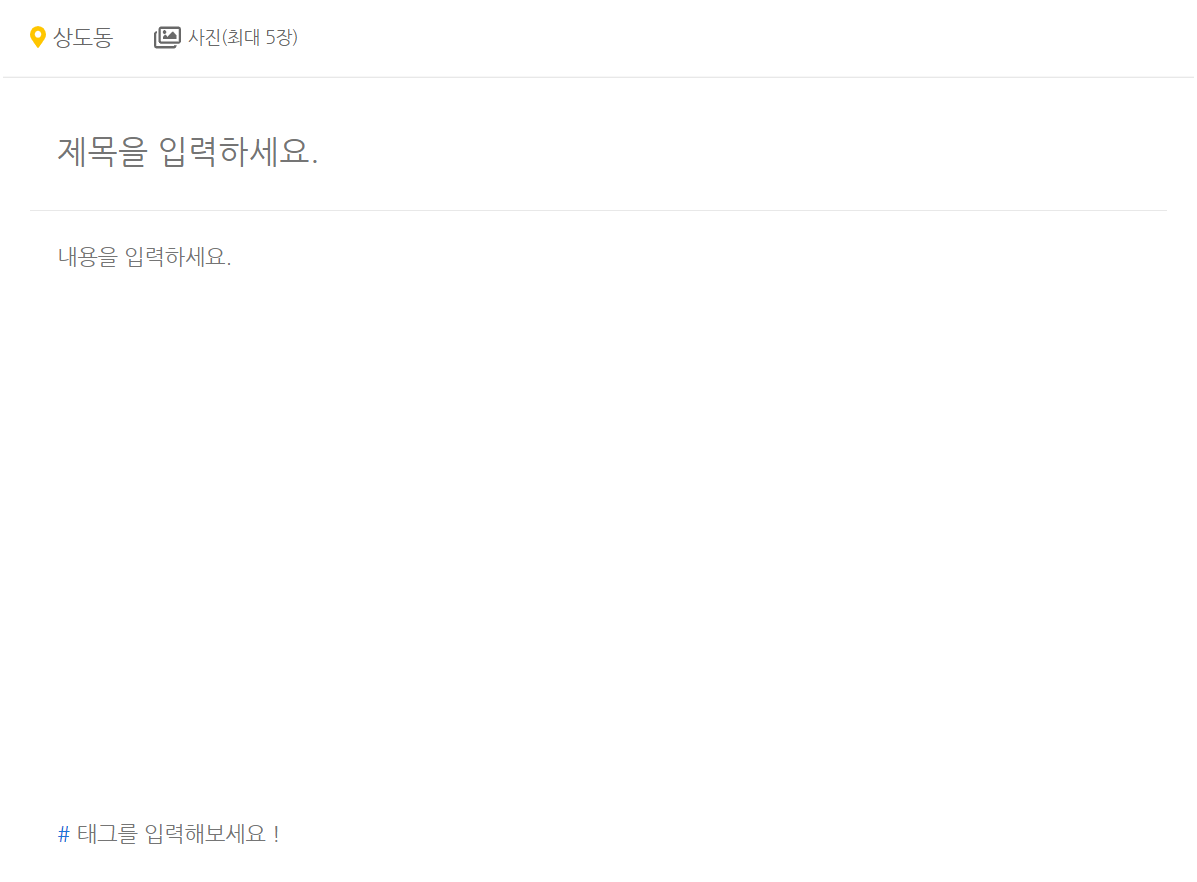 상도동 사진(최대 5장)
제목을 입력하세요.
내용을 입력하세요.
# 태그를 입력해보세요 !